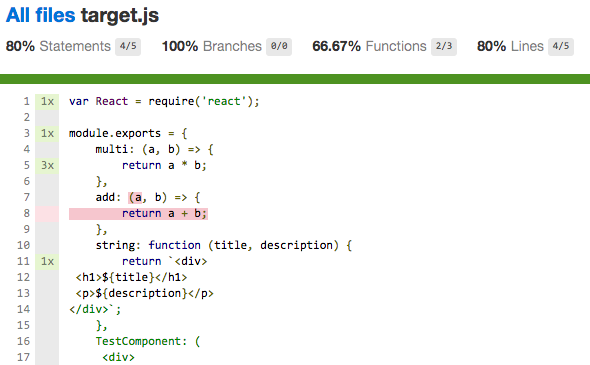 All files target.js
80% Statements 4/5 100% Branches 0/0 66.67% Functions 2/3 80% Lines 4/5
1 1x var React = require('react');
2
3 1x module.exports = {
4     multi: (a, b) => {
5 3x         return a * b;
6     },
7     add: (a, b) => {
8         return a + b;
9     },
10     string: function (title, description) {
11 1x         return `<div>
12  <h1>${title}</h1>
13  <p>${description}</p>
14 </div>`;
15     },
16     TestComponent: (
17      <div>